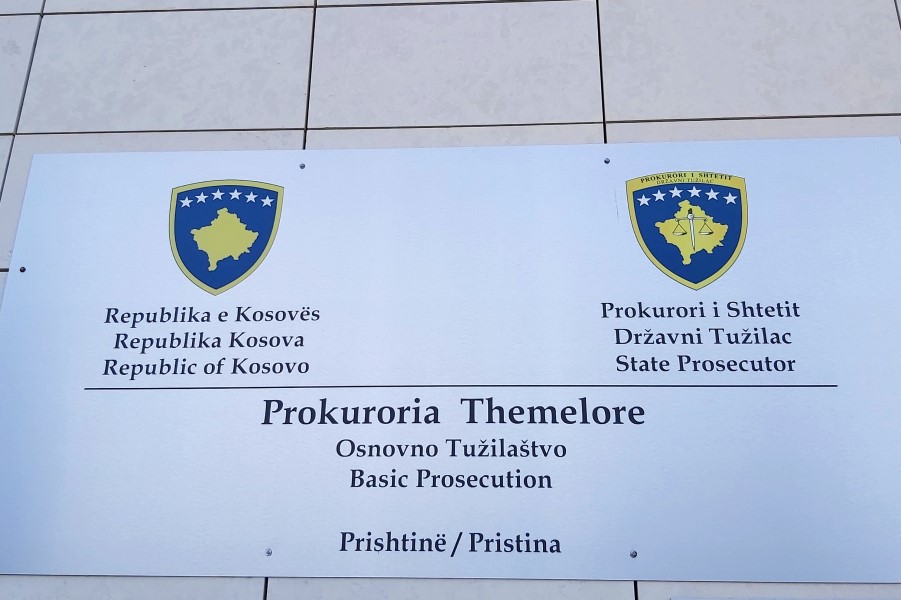 PROKURORI I SHTETIT
DRŽAVNI TUŽILAC
Republika e Kosovës
Republika Kosova
Republic of Kosovo
Prokurori i Shtetit
Državni Tužilac
State Prosecutor
Prokuroria Themelore
Osnovno Tužilaštvo
Basic Prosecution
Prishtinë / Pristina